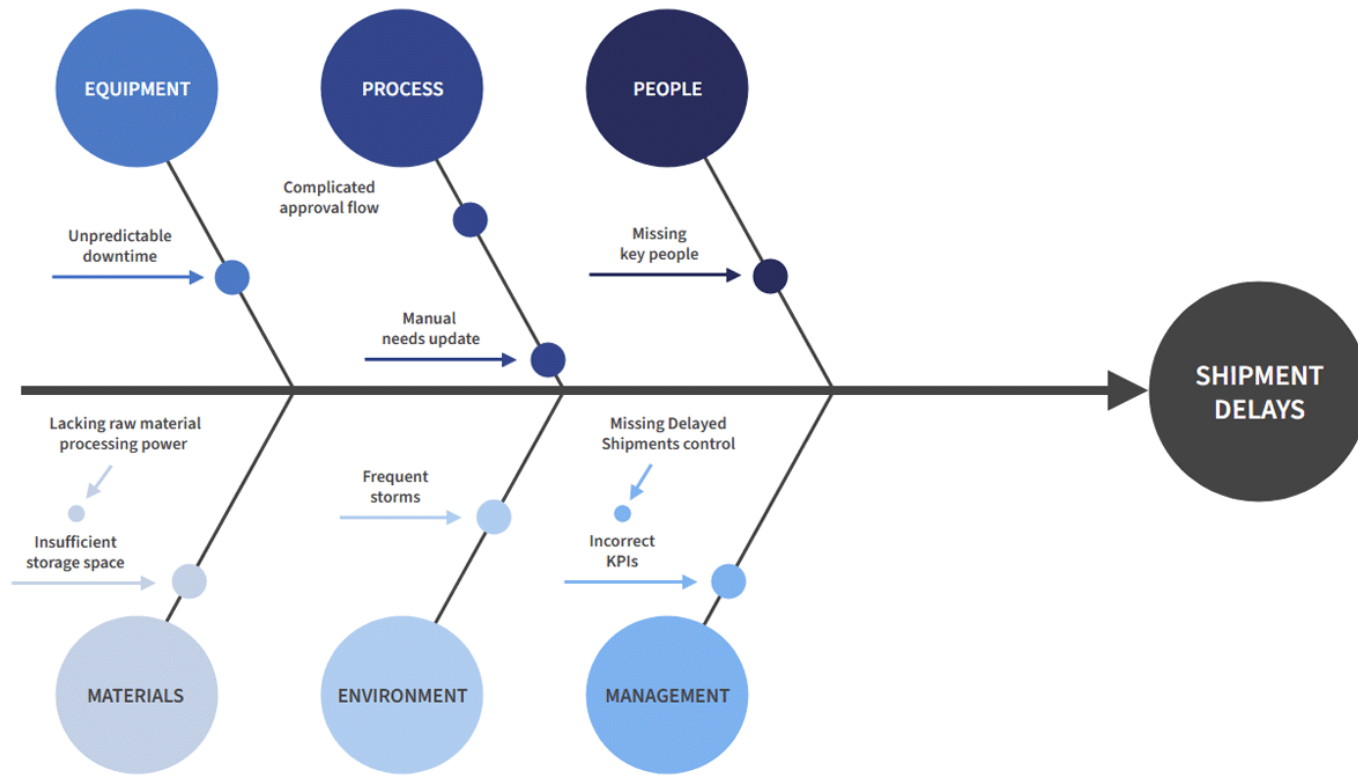 EQUIPMENT
PROCESS
PEOPLE
Complicated
approval flow
Unpredictable
downtime
Missing
key people
Manual
needs update
SHIPMENT
DELAYS
Lacking raw material
processing power
Missing Delayed
Shipments control
Frequent
storms
Insufficient
storage space
Incorrect
KPIs
MATERIALS
ENVIRONMENT
MANAGEMENT